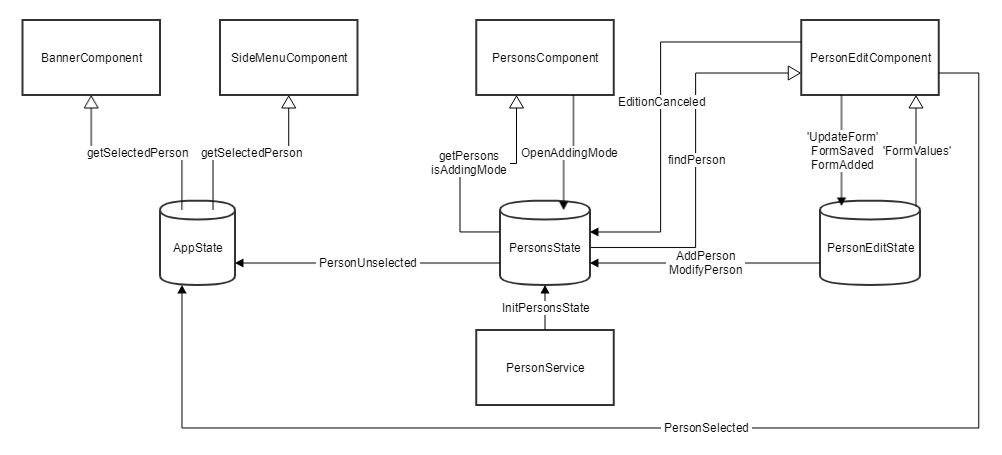 BannerComponent
SideMenuComponent
PersonsComponent
PersonEditComponent
EditionCanceled
'UpdateForm'
FormSaved
FormAdded
'FormValues'
getSelectedPerson
getSelectedPerson
getPersons
isAddingMode
OpenAddingMode
findPerson
AppState
PersonsState
PersonEditState
PersonUnselected
AddPerson
ModifyPerson
InitPersonsState
PersonService
PersonSelected